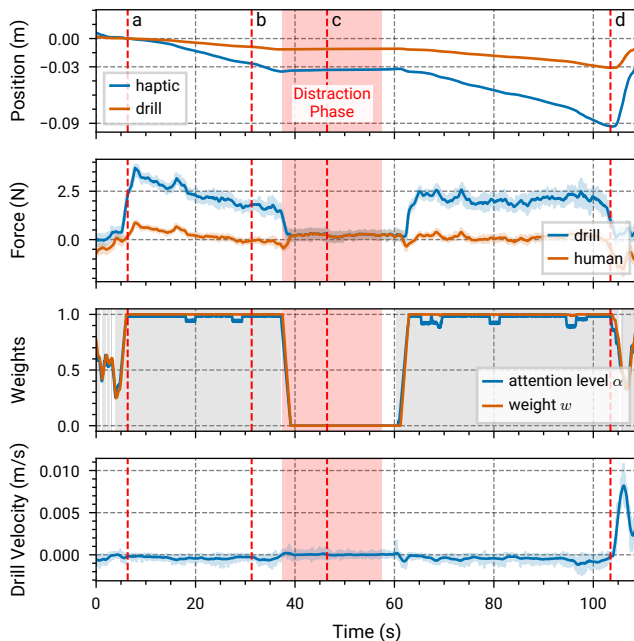 a
b
c
d
Position (m)
0.00
−0.03
−0.09
haptic
drill
Distraction
Phase
Force (N)
2.5
0.0
drill
human
Weights
1.0
0.5
0.0
attention level α
weight w
Drill Velocity (m/s)
0.010
0.005
0.000
0
20
40
60
80
100
Time (s)